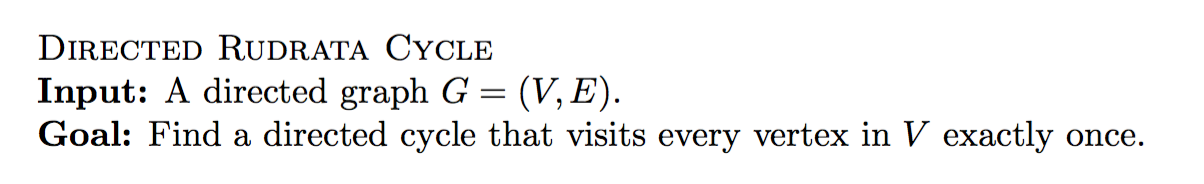 DIRECTED RUDRATA CYCLE
Input: A directed graph G = (V, E).
Goal: Find a directed cycle that visits every vertex in V exactly once.